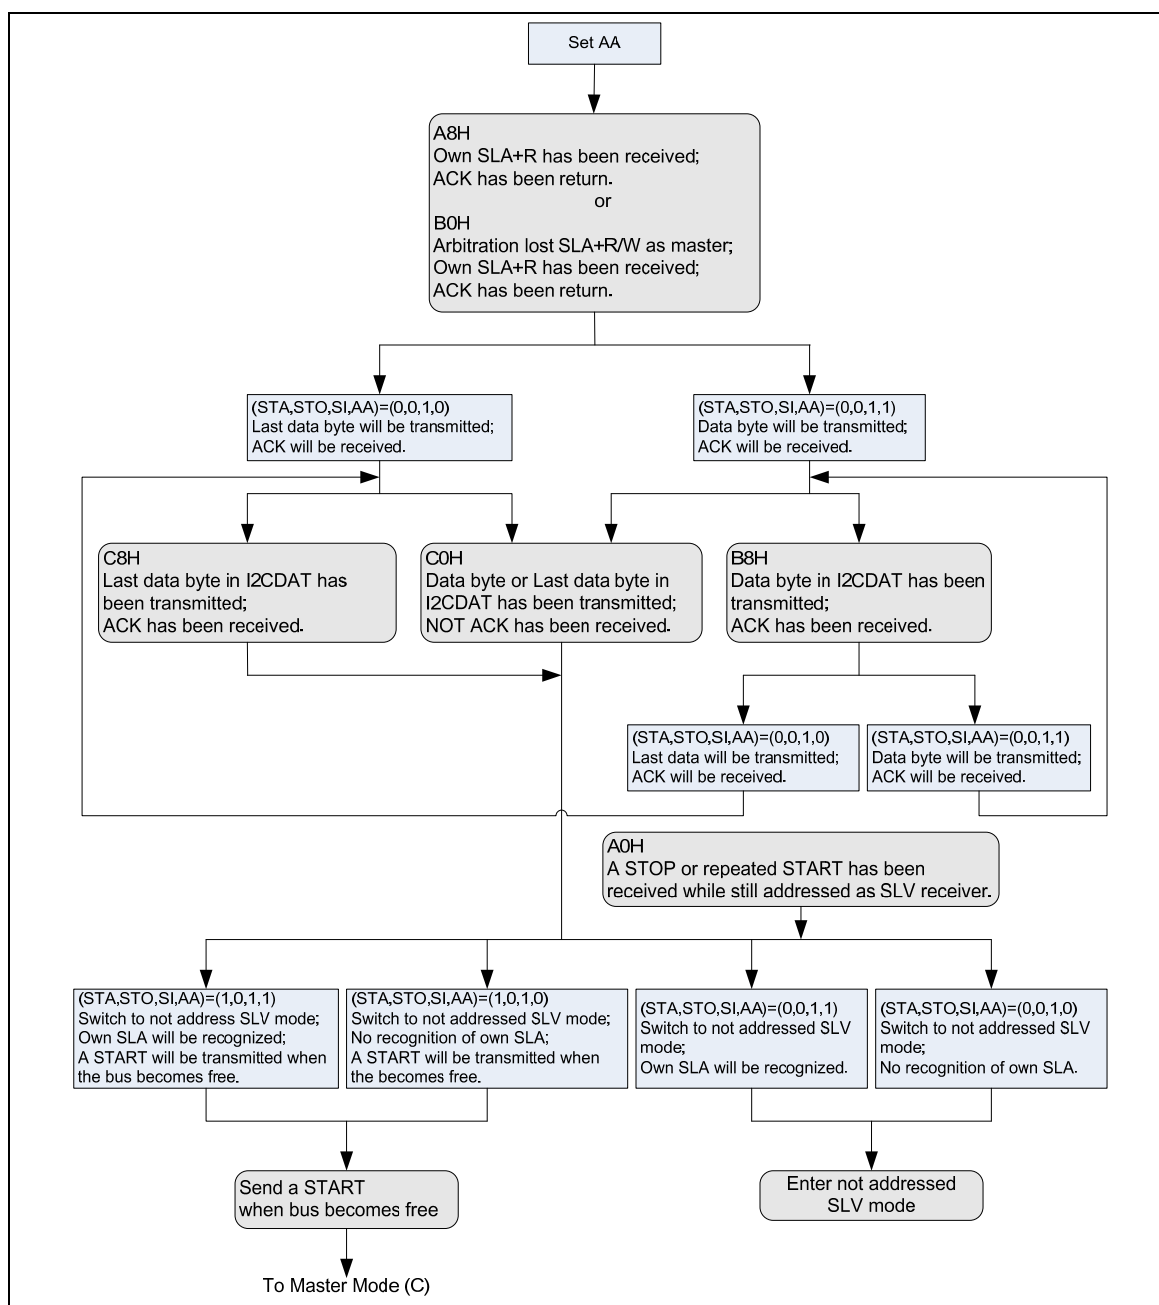 Set AA
A8H
Own SLA+R has been received;
ACK has been return.
or
B0H
Arbitration lost SLA+R/W as master;
Own SLA+R has been received;
ACK has been return.
(STA,STO,SI,AA)=(0,0,1,0)
Last data byte will be transmitted;
ACK will be received.
(STA,STO,SI,AA)=(0,0,1,1)
Data byte will be transmitted;
ACK will be received.
C8H
Last data byte in I2CDAT has
been transmitted;
ACK has been received.
C0H
Data byte or Last data byte in
I2CDAT has been transmitted;
NOT ACK has been received.
B8H
Data byte in I2CDAT has been
transmitted;
ACK has been received.
(STA,STO,SI,AA)=(0,0,1,0)
Last data will be transmitted;
ACK will be received.
(STA,STO,SI,AA)=(0,0,1,1)
Data byte will be transmitted;
ACK will be received.
A0H
A STOP or repeated START has been
received while still addressed as SLV receiver.
(STA,STO,SI,AA)=(1,0,1,1)
Switch to not address SLV mode;
Own SLA will be recognized;
A START will be transmitted when
the bus becomes free.
(STA,STO,SI,AA)=(1,0,1,0)
Switch to not addressed SLV mode;
No recognition of own SLA;
A START will be transmitted when
the becomes free.
(STA,STO,SI,AA)=(0,0,1,1)
Switch to not addressed SLV
mode;
Own SLA will be recognized.
(STA,STO,SI,AA)=(0,0,1,0)
Switch to not addressed SLV
mode;
No recognition of own SLA.
Send a START
when bus becomes free
Enter not addressed
SLV mode
To Master Mode (C)